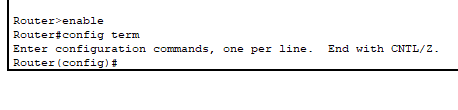 Router>enable
Router#config term
Enter configuration commands, one per line.  End with CNTL/Z.
Router(config)#